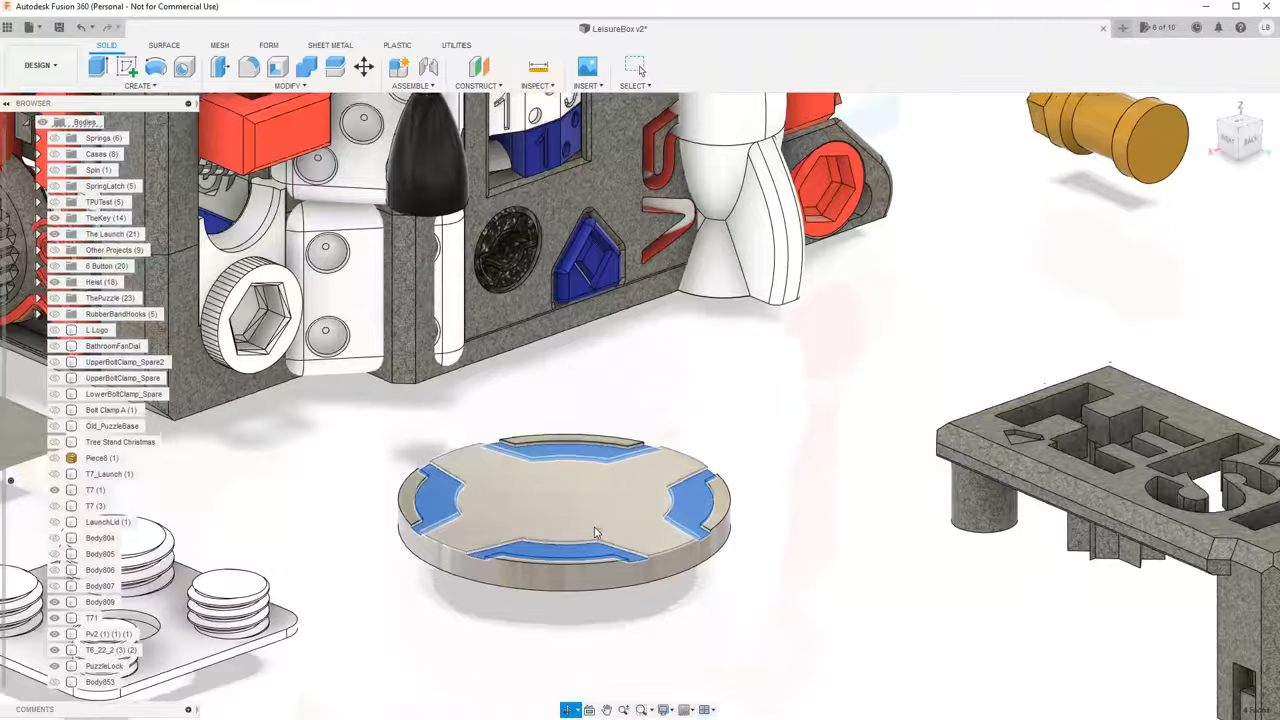 Autodesk Fusion 360 (Personal - Not for Commercial Use)
LeisureBox v2*
6 of 10
LB
SOLID SURFACE MESH FORM SHEET METAL PLASTIC UTILITIES
DESIGN
CREATE MODIFY ASSEMBLE CONSTRUCT INSPECT INSERT SELECT
BROWSER
Bodies
Springs (6)
Cases (8)
Spin (1)
SpringLatch (5)
TPUTest (5)
TheKey (14)
The Launch (21)
Other Projects (9)
6 Button (20)
Heist (18)
ThePuzzle (23)
RubberBandHooks (5)
L Logo
BathroomFanDial
UpperBoltClamp_Spare2
UpperBoltClamp_Spare
LowerBoltClamp_Spare
Bolt Clamp A (1)
Old_PuzzleBase
Tree Stand Christmas
Piece8 (1)
T7_Launch (1)
T7 (1)
T7 (3)
LaunchLid (1)
Body804
Body805
Body806
Body807
Body809
T71
Pv2 (1) (1) (1)
T6_22_2 (3) (2)
PuzzleLock
Body853
COMMENTS
Z
X
BACK
4 Faces